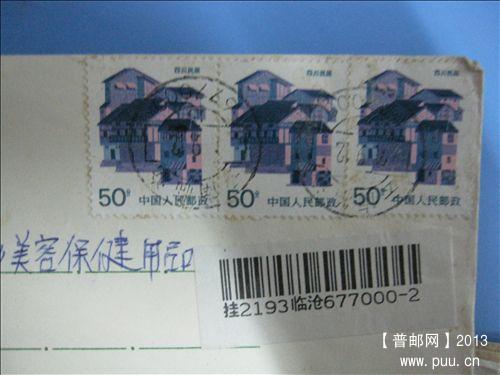 四川民居 四川民居 四川民居
50分 50分 50分
中国人民邮政 中国人民邮政 中国人民邮政
美容保健用品
挂2193临沧677000-2
【普邮网】2013
www.puu.cn